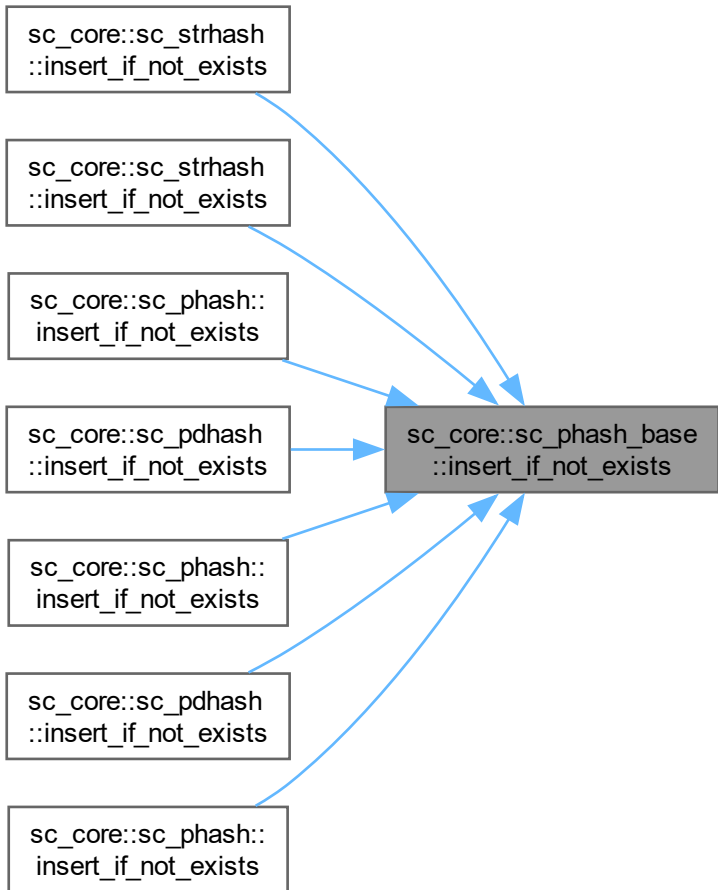 sc_core::sc_strhash
::insert_if_not_exists
sc_core::sc_strhash
::insert_if_not_exists
sc_core::sc_phash::
insert_if_not_exists
sc_core::sc_pdhash
::insert_if_not_exists
sc_core::sc_phash_base
::insert_if_not_exists
sc_core::sc_phash::
insert_if_not_exists
sc_core::sc_pdhash
::insert_if_not_exists
sc_core::sc_phash::
insert_if_not_exists